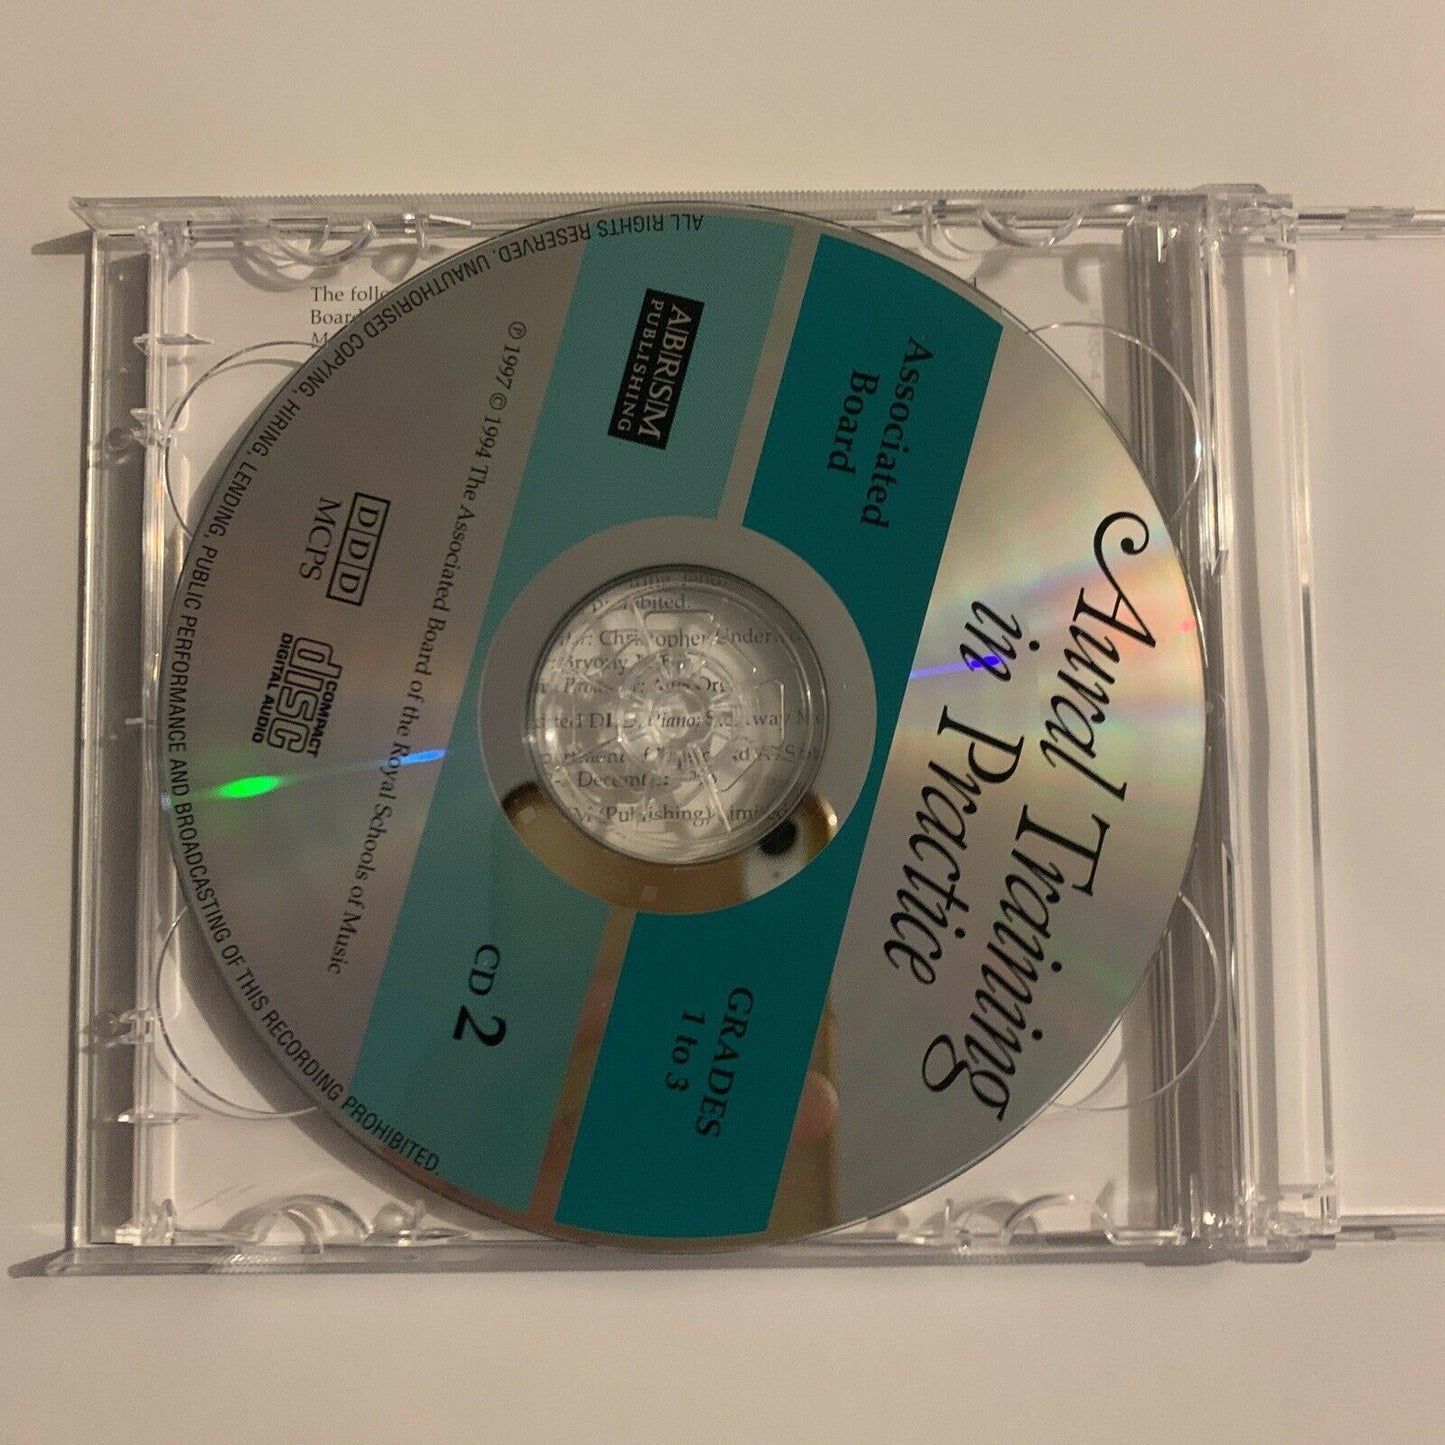 Aural Training
in Practice
Associated
Board
GRADES
1 to 3
ABRSM
PUBLISHING
CD 2
℗ 1997 © 1994 The Associated Board of the Royal Schools of Music
DDD
MCPS
COMPACT
disc
DIGITAL AUDIO
ALL RIGHTS RESERVED. UNAUTHORISED COPYING, HIRING, LENDING, PUBLIC PERFORMANCE AND BROADCASTING OF THIS RECORDING PROHIBITED.
The
Board
Piano: